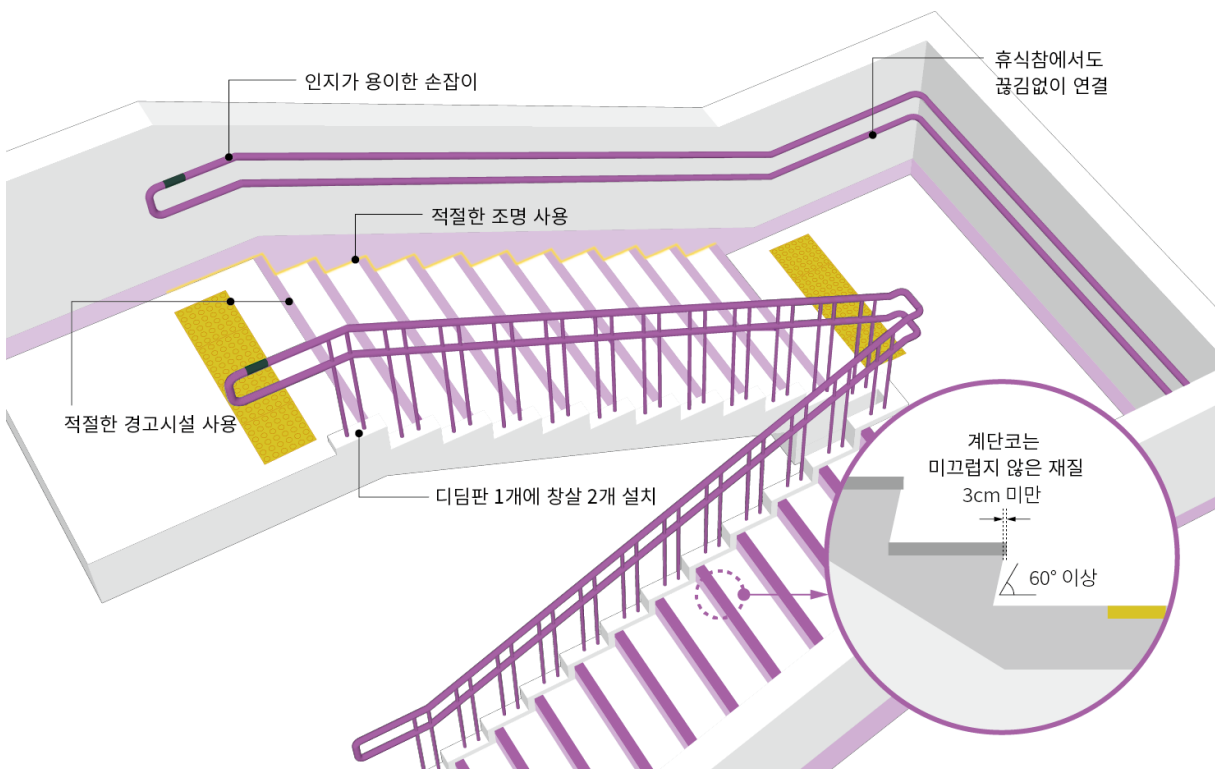 인지가 용이한 손잡이
휴식참에서도
끊김없이 연결
적절한 조명 사용
적절한 경고시설 사용
디딤판 1개에 창살 2개 설치
계단코는
미끄럽지 않은 재질
3cm 미만
60° 이상